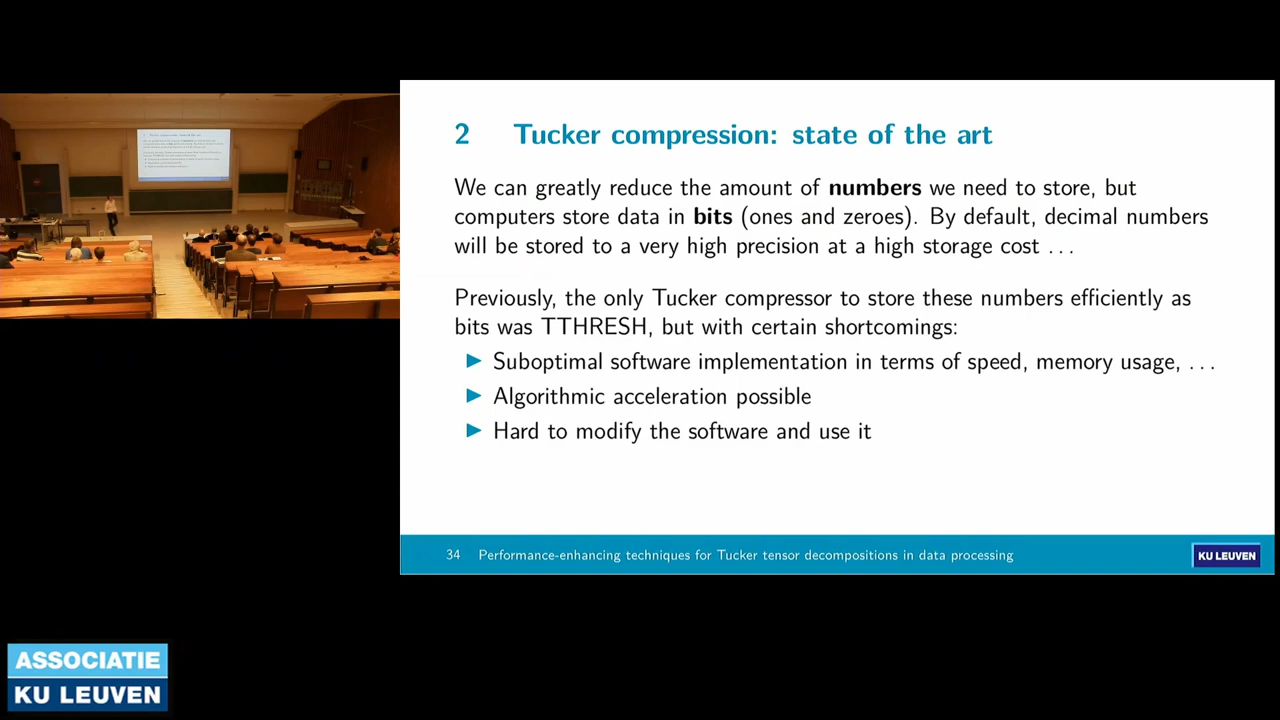 2 Tucker compression: state of the art
We can greatly reduce the amount of numbers we need to store, but
computers store data in bits (ones and zeroes). By default, decimal numbers
will be stored to a very high precision at a high storage cost ...
Previously, the only Tucker compressor to store these numbers efficiently as
bits was TTHRESH, but with certain shortcomings:
▶ Suboptimal software implementation in terms of speed, memory usage, ...
▶ Algorithmic acceleration possible
▶ Hard to modify the software and use it
34 Performance-enhancing techniques for Tucker tensor decompositions in data processing
KU LEUVEN
ASSOCIATIE
KU LEUVEN